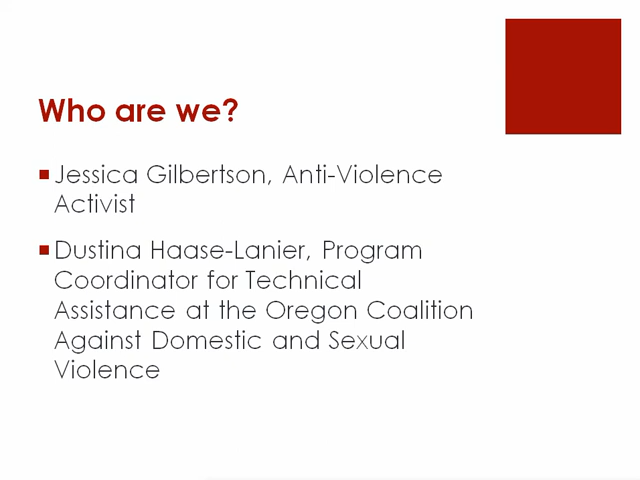 Who are we?
Jessica Gilbertson, Anti-Violence
Activist
Dustina Haase-Lanier, Program
Coordinator for Technical
Assistance at the Oregon Coalition
Against Domestic and Sexual
Violence